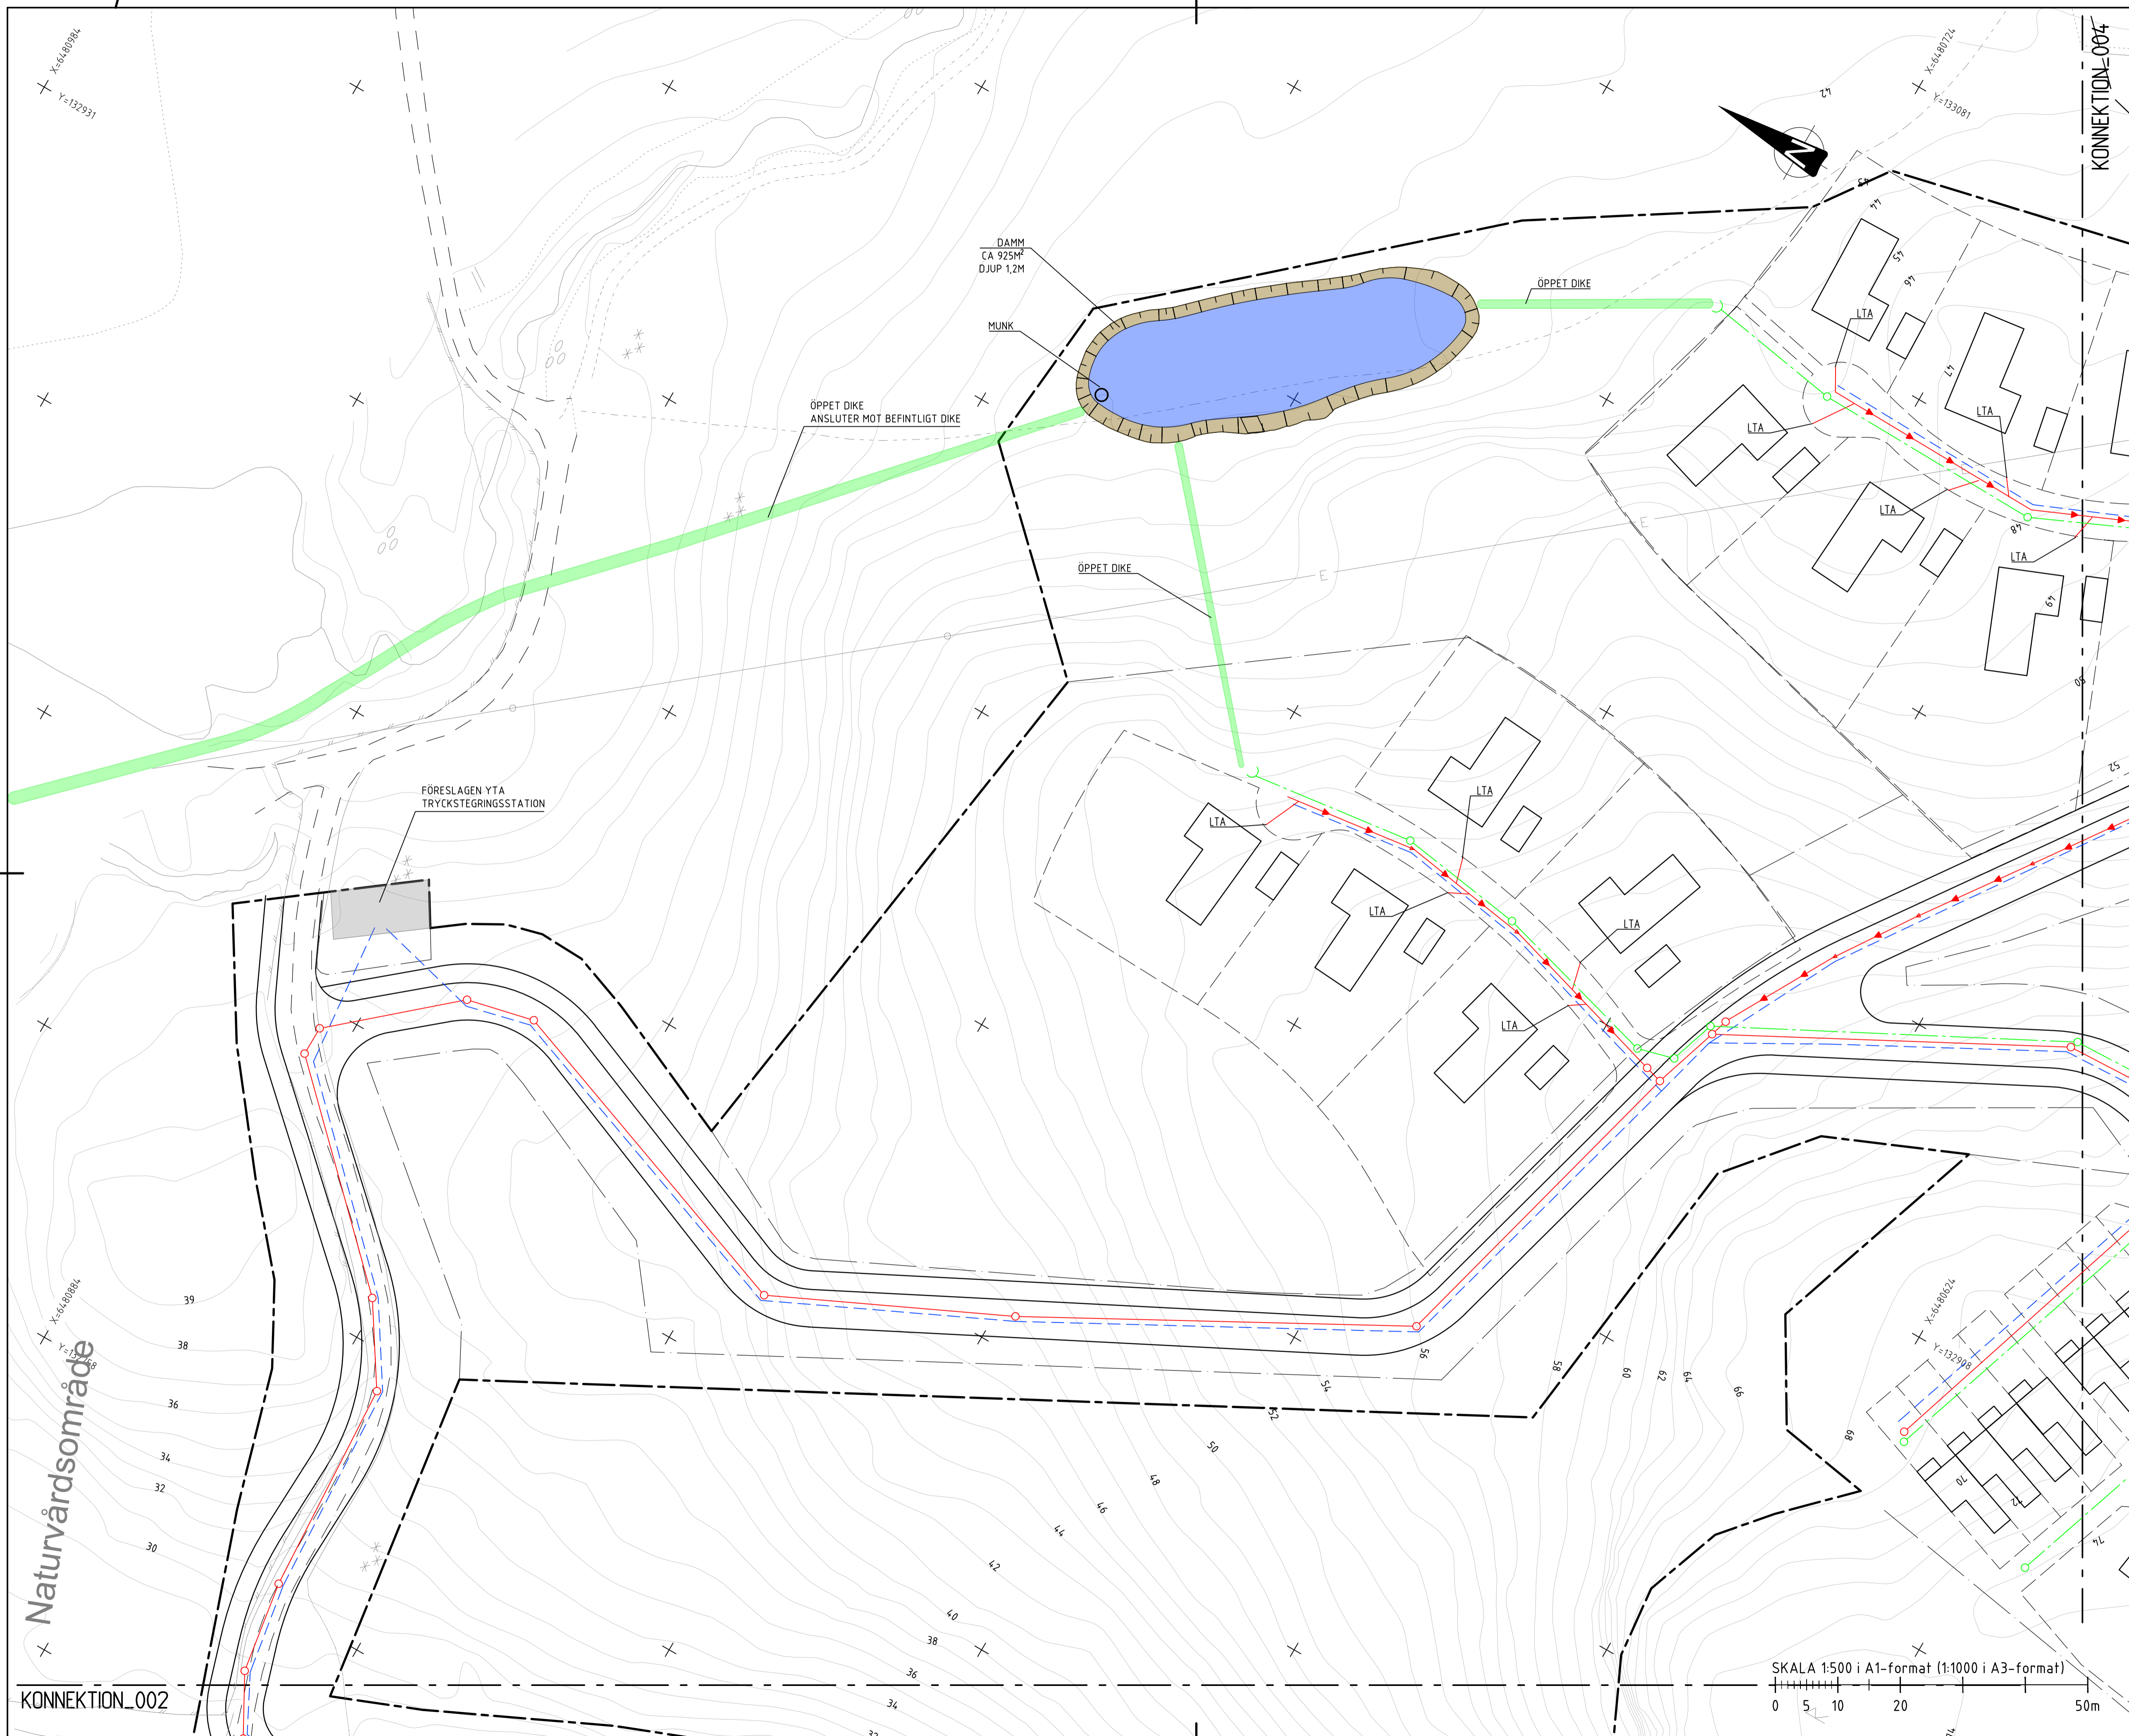 X=6480984
Y=132931
X=6480724
Y=133081
KONNEKTION_004
42
N
43
44
45
46
DAMM
CA 925M²
DJUP 1,2M
ÖPPET DIKE
MUNK
LTA
47
ÖPPET DIKE
ANSLUTER MOT BEFINTLIGT DIKE
LTA
LTA
LTA
E
48
LTA
ÖPPET DIKE
E
49
50
52
FÖRESLAGEN YTA
TRYCKSTEGRINGSSTATION
LTA
LTA
LTA
LTA
LTA
X=6480884
X=6480624
Y=132908
39
38
36
34
32
30
Naturvårdsområde
56
54
52
50
48
46
44
42
40
38
36
34
32
58
60
62
64
66
68
70
72
74
KONNEKTION_002
SKALA 1:500 i A1-format (1:1000 i A3-format)
0 5 10 20 50m